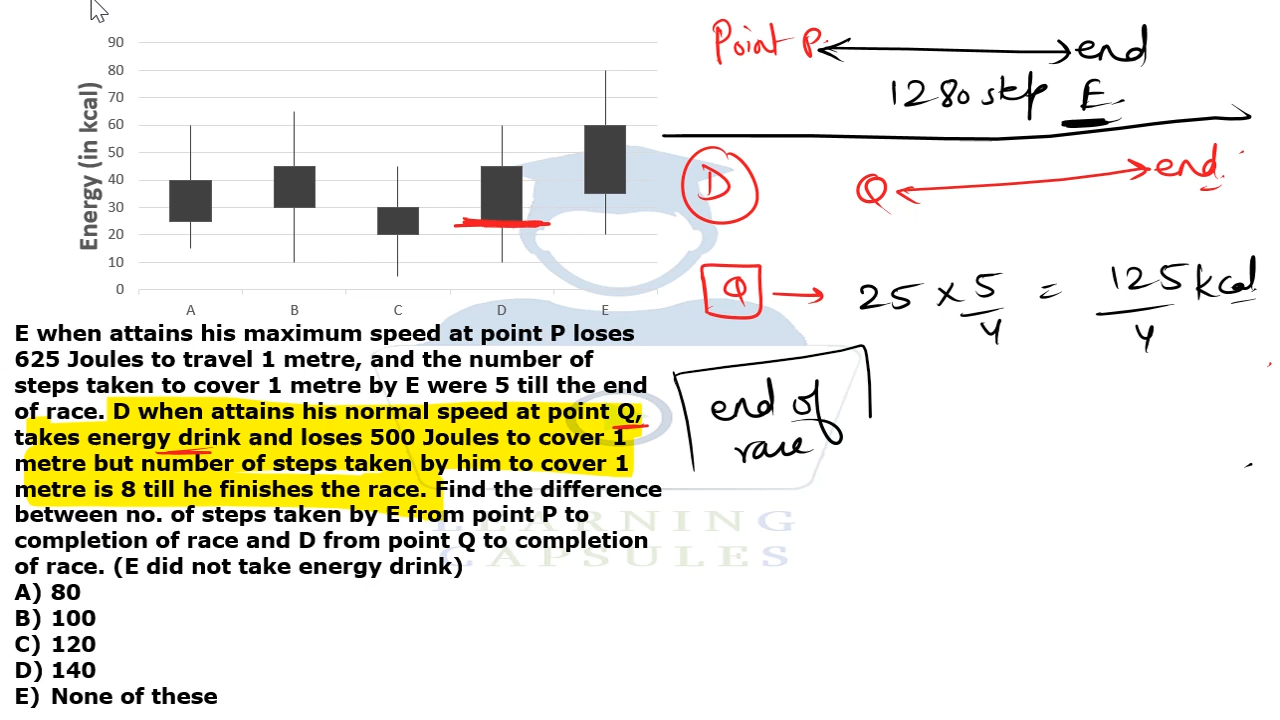 90
80
70
60
50
40
30
20
10
0
Energy (in kcal)
A B C D E
Point P. end
1280 step E
D
Q end
Q → 25 × 5/4 = 125/4 kcal
end of
race
E when attains his maximum speed at point P loses
625 Joules to travel 1 metre, and the number of
steps taken to cover 1 metre by E were 5 till the end
of race. D when attains his normal speed at point Q,
takes energy drink and loses 500 Joules to cover 1
metre but number of steps taken by him to cover 1
metre is 8 till he finishes the race. Find the difference
between no. of steps taken by E from point P to
completion of race and D from point Q to completion
of race. (E did not take energy drink)
A) 80
B) 100
C) 120
D) 140
E) None of these
LEARNING
CAPSULES